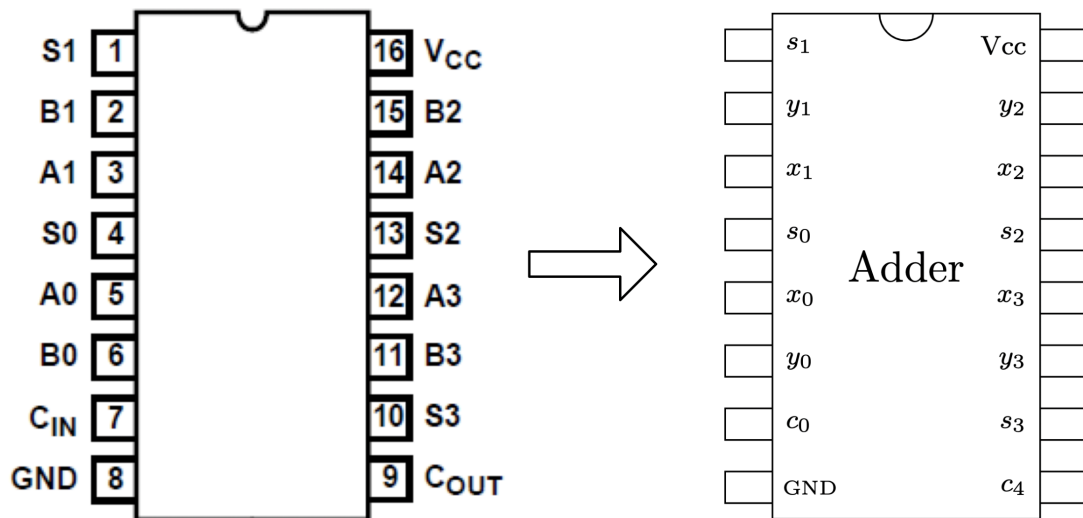 S1 1 16 VCC
B1 2 15 B2
A1 3 14 A2
S0 4 13 S2
A0 5 12 A3
B0 6 11 B3
CIN 7 10 S3
GND 8 9 COUT
s1 Vcc
y1 y2
x1 x2
s0 s2
Adder
x0 x3
y0 y3
c0 s3
GND c4